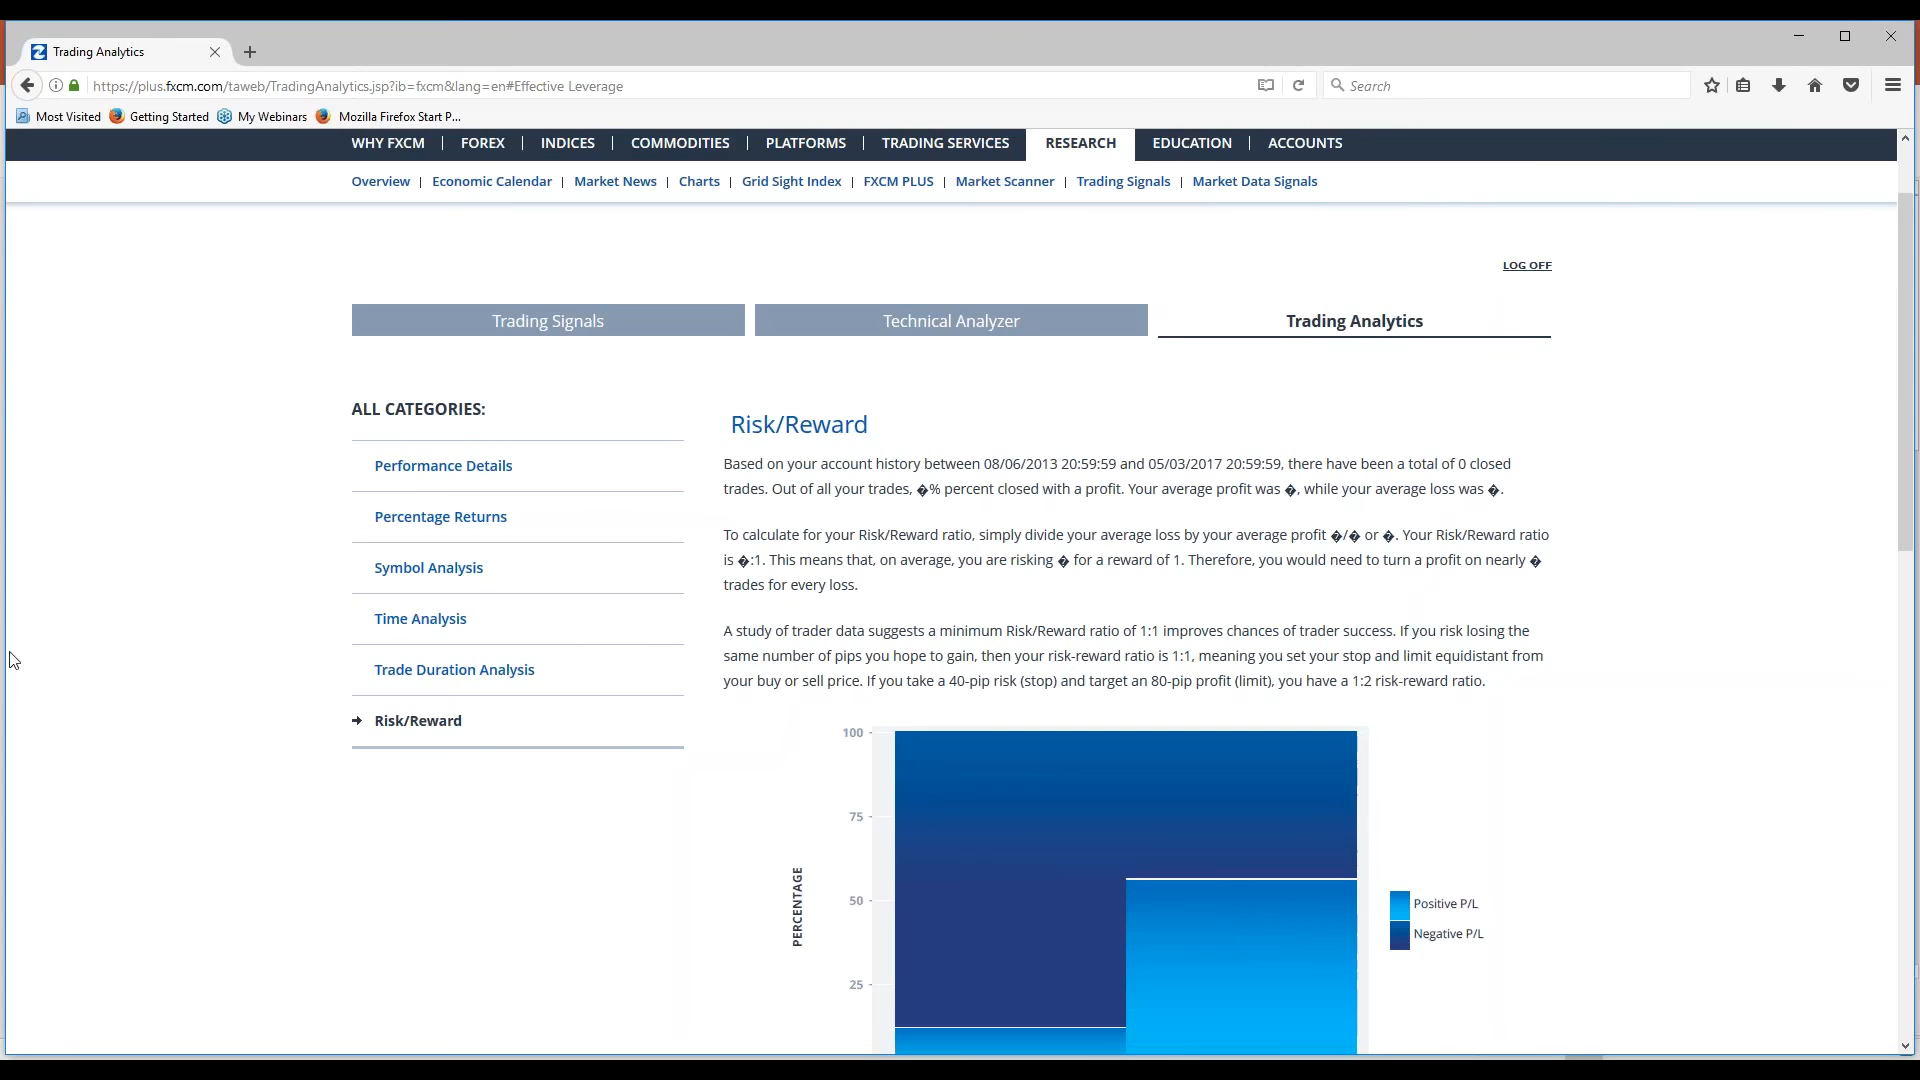 Trading Analytics
https://plus.fxcm.com/taweb/TradingAnalytics.jsp?ib=fxcm&lang=en#Effective Leverage
Search
Most Visited Getting Started My Webinars Mozilla Firefox Start P...
WHY FXCM | FOREX | INDICES | COMMODITIES | PLATFORMS | TRADING SERVICES RESEARCH EDUCATION | ACCOUNTS
Overview | Economic Calendar | Market News | Charts | Grid Sight Index | FXCM PLUS | Market Scanner | Trading Signals | Market Data Signals
LOG OFF
Trading Signals Technical Analyzer Trading Analytics
ALL CATEGORIES:
Performance Details
Percentage Returns
Symbol Analysis
Time Analysis
Trade Duration Analysis
Risk/Reward
Risk/Reward
Based on your account history between 08/06/2013 20:59:59 and 05/03/2017 20:59:59, there have been a total of 0 closed
trades. Out of all your trades, �% percent closed with a profit. Your average profit was �, while your average loss was �.
To calculate for your Risk/Reward ratio, simply divide your average loss by your average profit �/� or �. Your Risk/Reward ratio
is �:1. This means that, on average, you are risking � for a reward of 1. Therefore, you would need to turn a profit on nearly �
trades for every loss.
A study of trader data suggests a minimum Risk/Reward ratio of 1:1 improves chances of trader success. If you risk losing the
same number of pips you hope to gain, then your risk-reward ratio is 1:1, meaning you set your stop and limit equidistant from
your buy or sell price. If you take a 40-pip risk (stop) and target an 80-pip profit (limit), you have a 1:2 risk-reward ratio.
100
75
50
25
PERCENTAGE
Positive P/L
Negative P/L